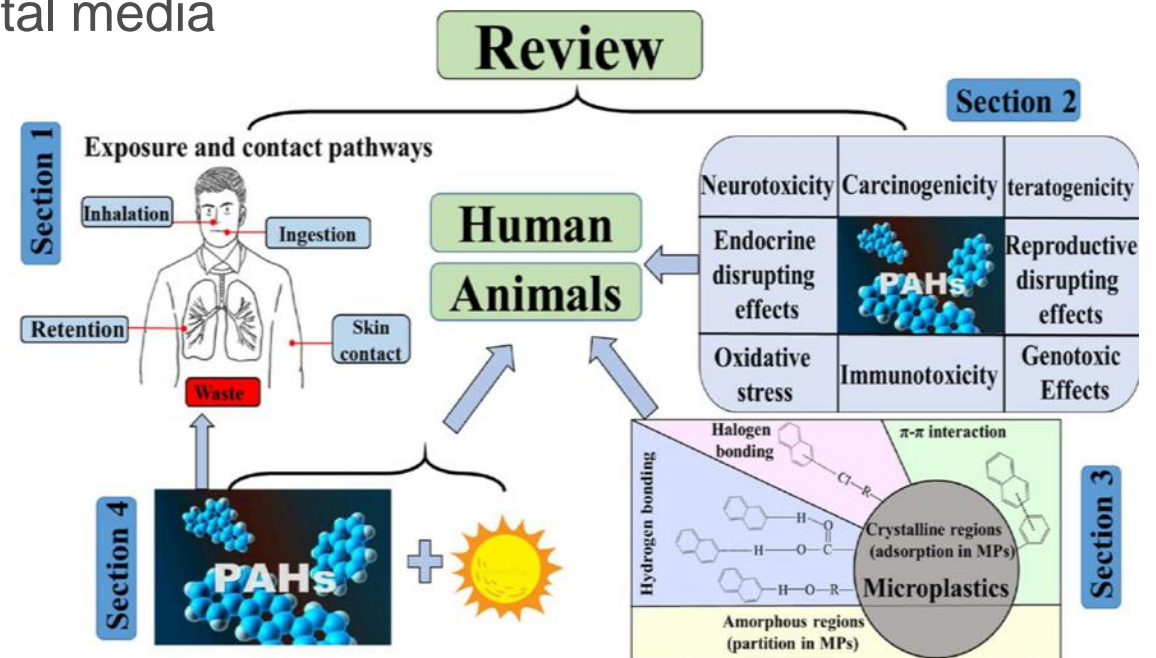 tal media
Review
Section 1
Exposure and contact pathways
Inhalation
Ingestion
Retention
Skin
contact
Waste
Human
Animals
Section 2
Neurotoxicity
Carcinogenicity
teratogenicity
Endocrine
disrupting
effects
PAHs
Reproductive
disrupting
effects
Oxidative
stress
Immunotoxicity
Genotoxic
Effects
Section 4
PAHs
Section 3
Halogen
bonding
Cl-R
π-π interaction
Hydrogen bonding
H
O
H O C
H-O-R
Crystalline regions
(adsorption in MPs)
Microplastics
Amorphous regions
(partition in MPs)